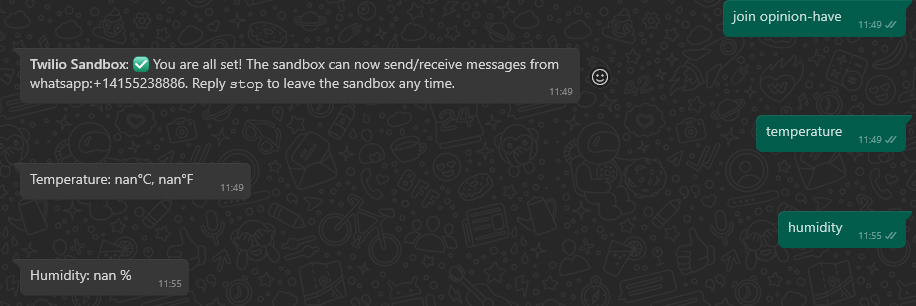 join opinion-have
11:49
Twilio Sandbox: ✅ You are all set! The sandbox can now send/receive messages from
whatsapp:+14155238886. Reply stop to leave the sandbox any time.
11:49
temperature
11:49
Temperature: nan°C, nan°F
11:49
humidity
11:55
Humidity: nan %
11:55